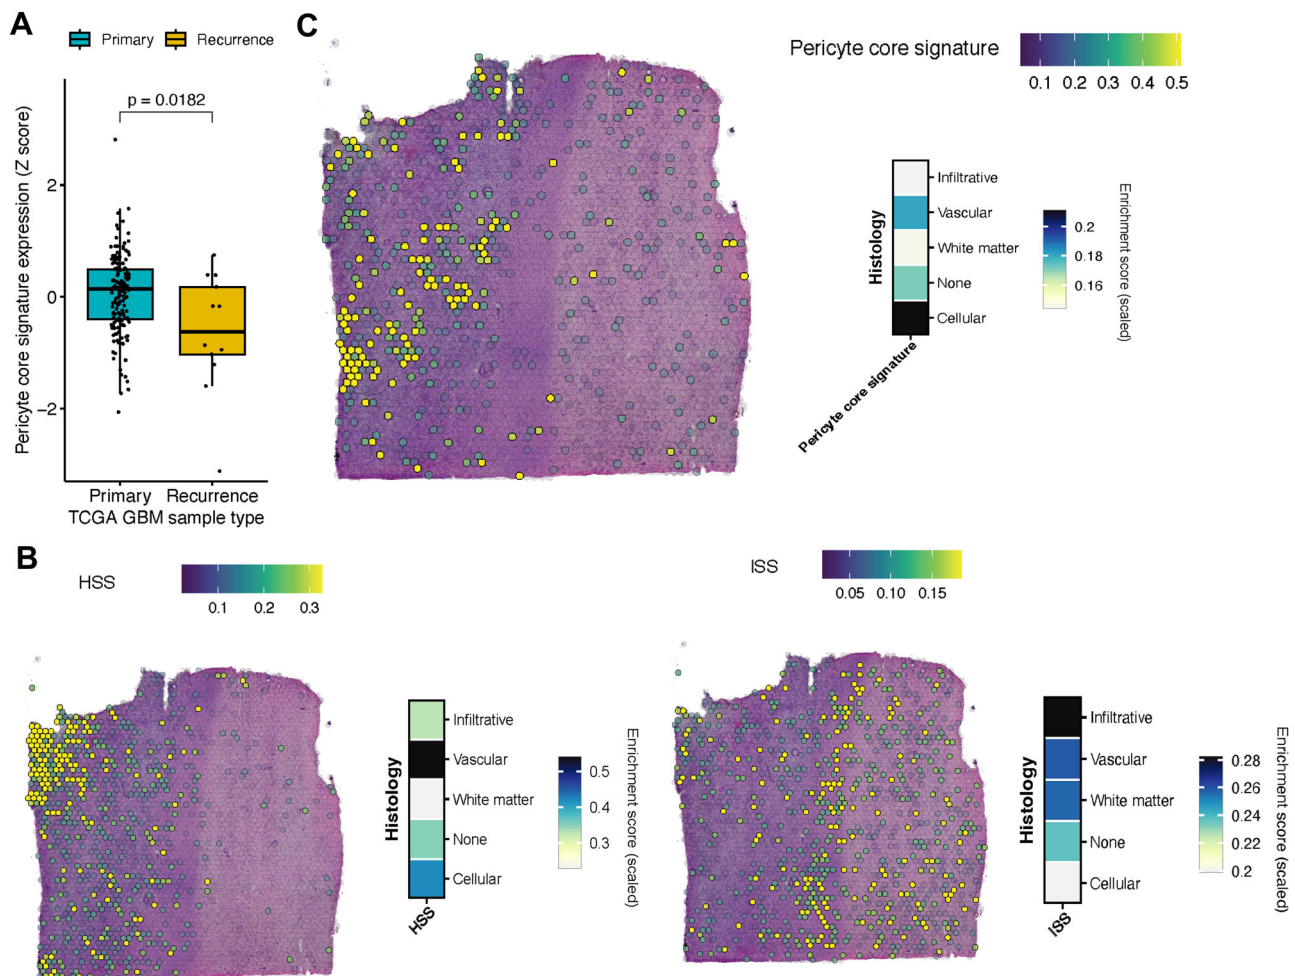 A
Primary
Recurrence
Pericyte core signature expression (Z score)
p = 0.0182
2
0
−2
Primary
Recurrence
TCGA GBM sample type
C
Pericyte core signature
0.1 0.2 0.3 0.4 0.5
Histology
Infiltrative
Vascular
White matter
None
Cellular
Pericyte core signature
0.2
0.18
0.16
Enrichment score (scaled)
B
HSS
0.1 0.2 0.3
Histology
Infiltrative
Vascular
White matter
None
Cellular
HSS
0.5
0.4
0.3
Enrichment score (scaled)
ISS
0.05 0.10 0.15
Histology
Infiltrative
Vascular
White matter
None
Cellular
ISS
0.28
0.26
0.24
0.22
0.2
Enrichment score (scaled)